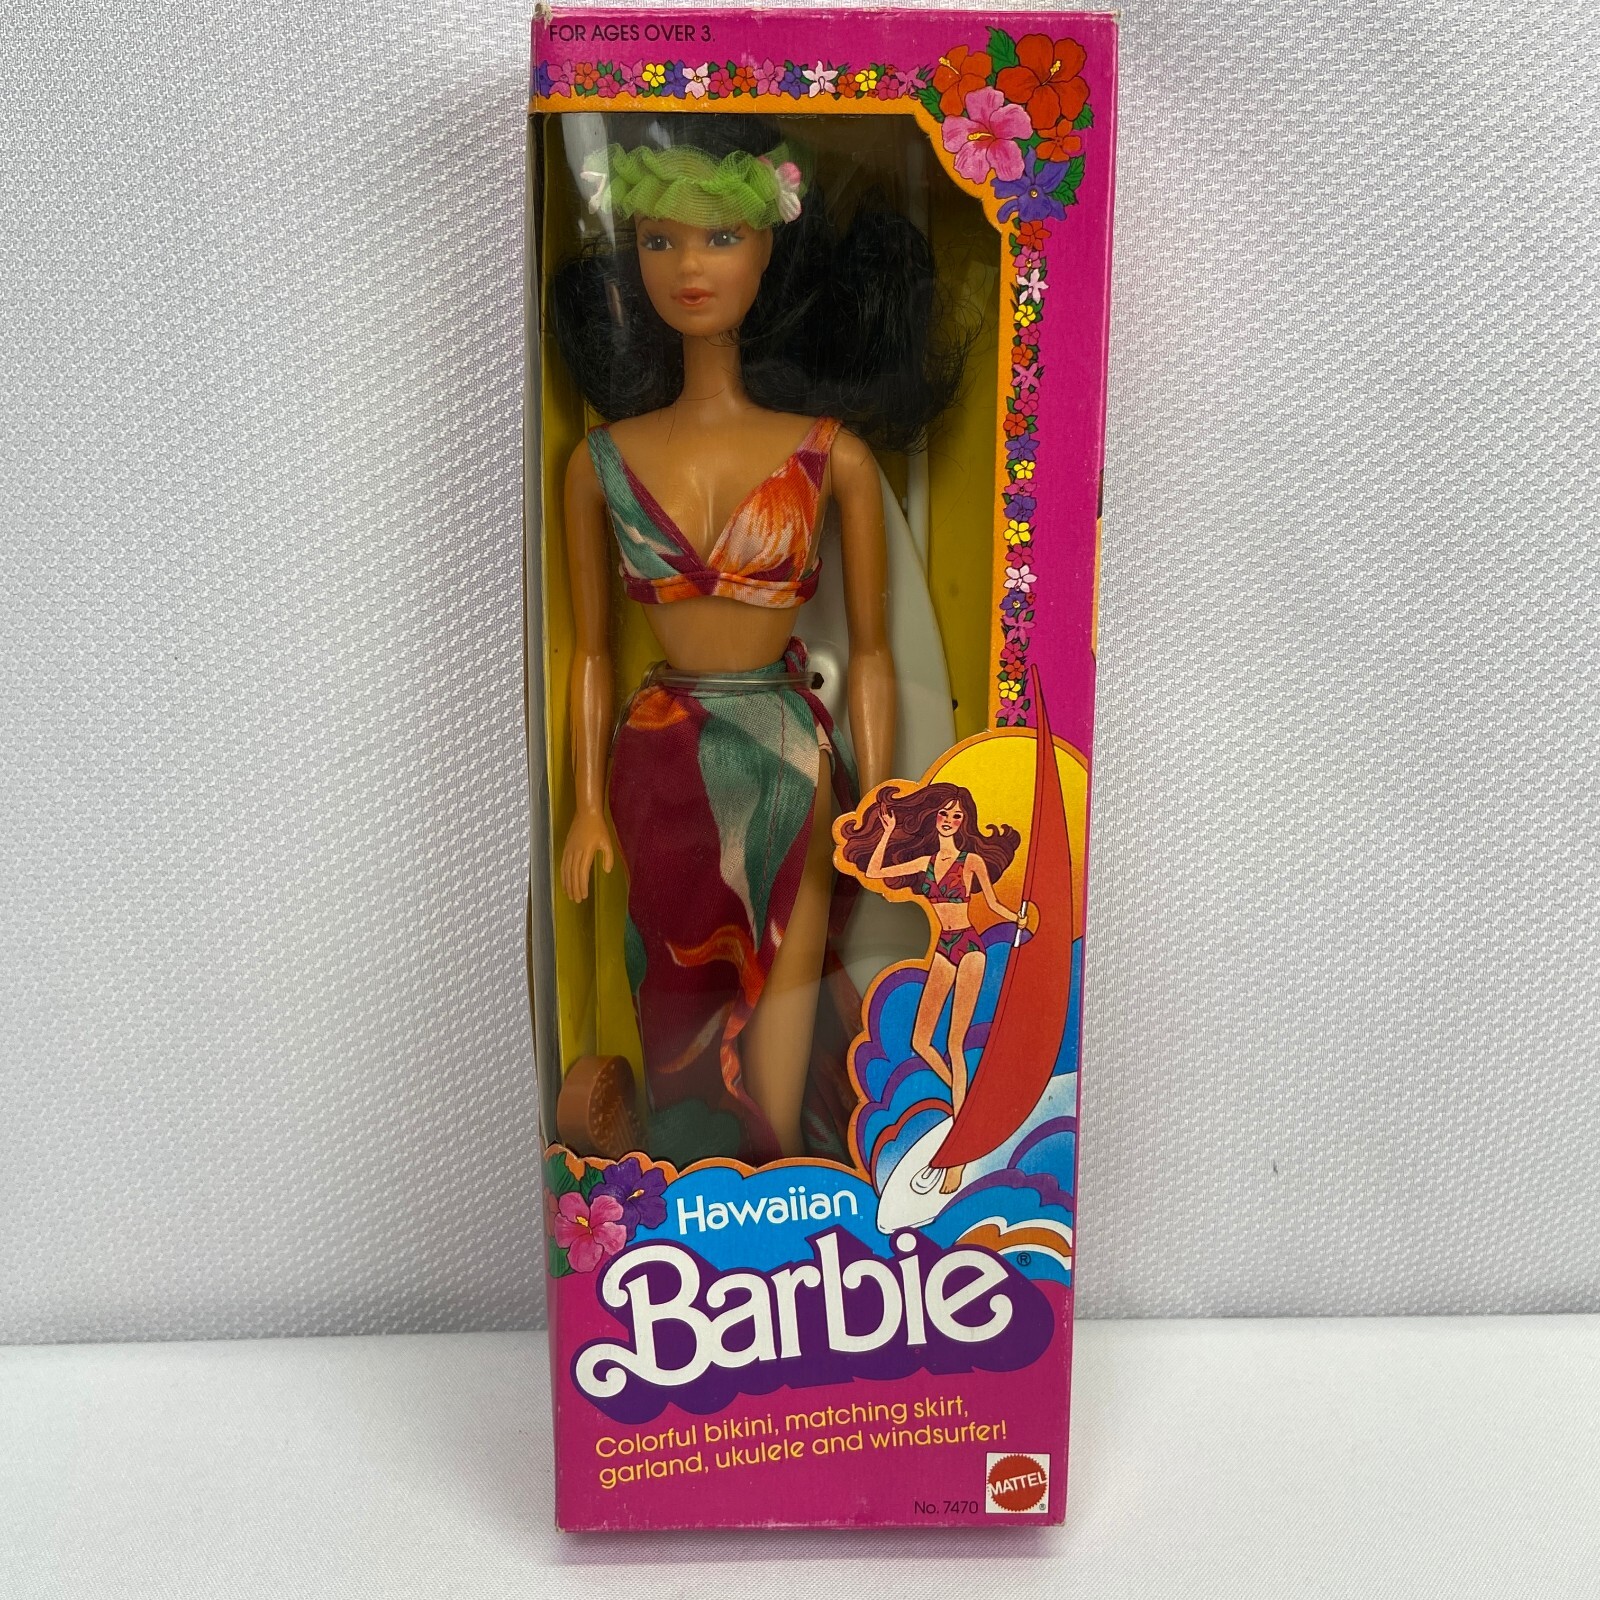 FOR AGES OVER 3.
Hawaiian
Barbie®
Colorful bikini, matching skirt,
garland, ukulele and windsurfer!
No. 7470
MATTEL®